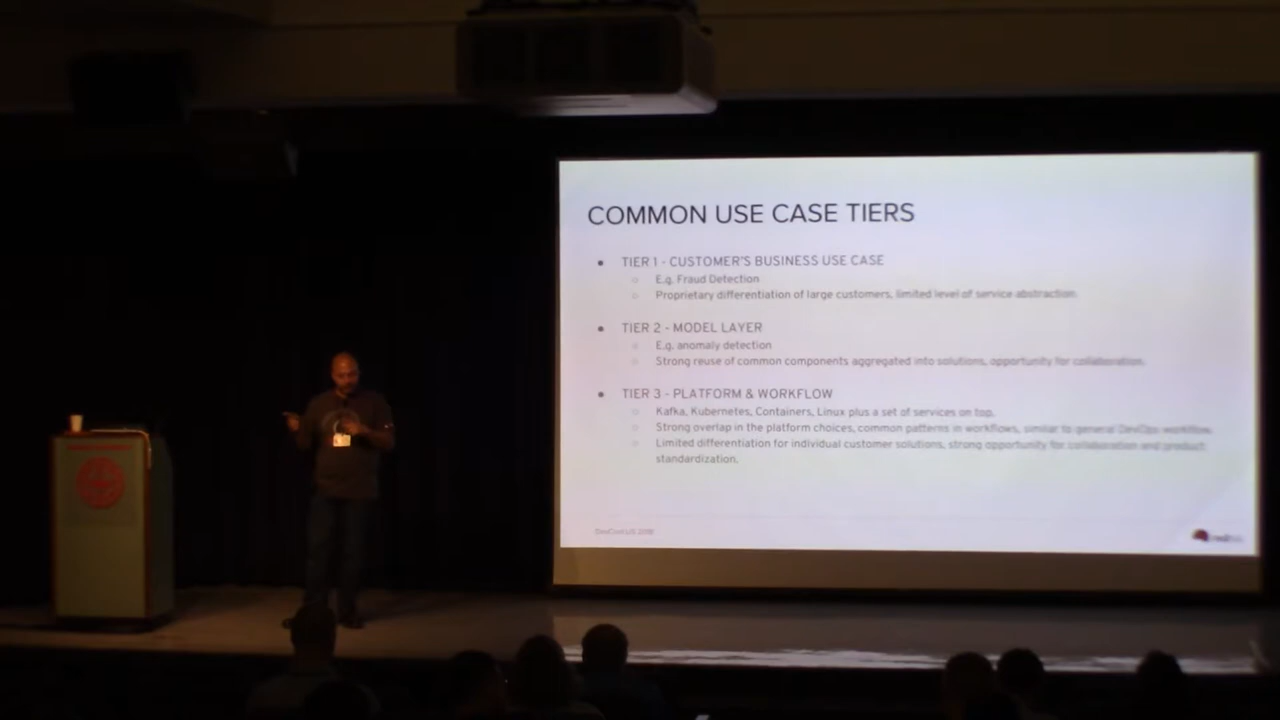 COMMON USE CASE TIERS
● TIER 1 - CUSTOMER'S BUSINESS USE CASE
○ E.g. Fraud Detection
○ Proprietary differentiation of large customers, limited level of service abstraction.
● TIER 2 - MODEL LAYER
○ E.g. anomaly detection
○ Strong reuse of common components aggregated into solutions, opportunity for collaboration.
● TIER 3 - PLATFORM & WORKFLOW
○ Kafka, Kubernetes, Containers, Linux plus a set of services on top.
○ Strong overlap in the platform choices, common patterns in workflows, similar to general DevOps workflow.
○ Limited differentiation for individual customer solutions, strong opportunity for collaboration and product
standardization.